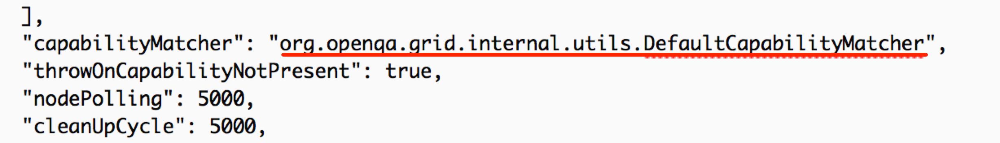 ],
"capabilityMatcher": "org.openqa.grid.internal.utils.DefaultCapabilityMatcher",
"throwOnCapabilityNotPresent": true,
"nodePolling": 5000,
"cleanUpCycle": 5000,